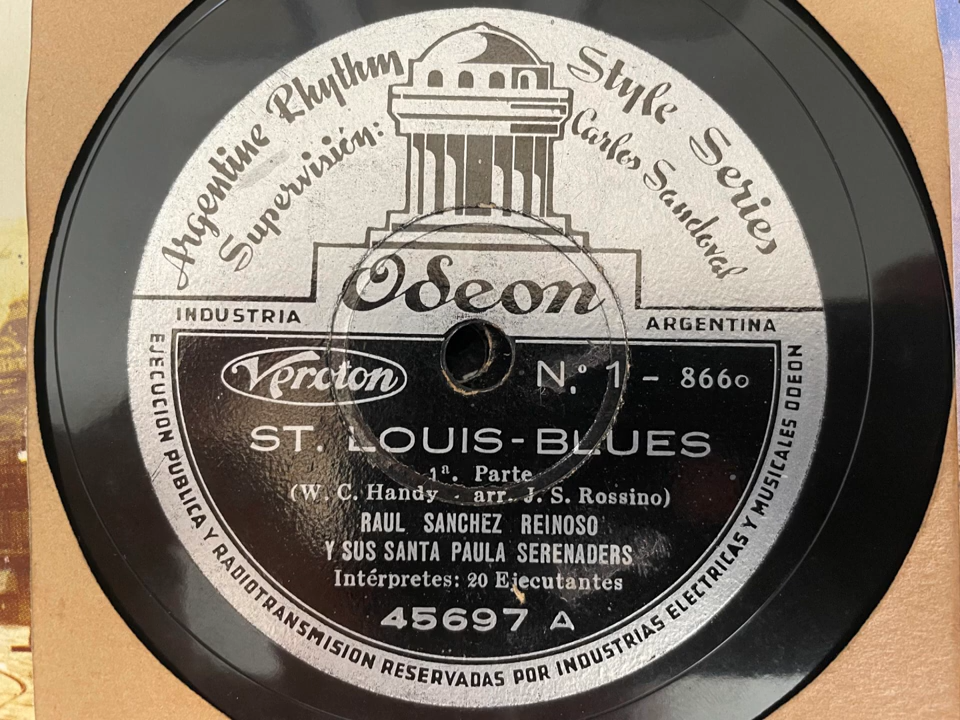 Argentine Rhythm Style Series
Supervisión: Carlos Sandoval
Odeon
INDUSTRIA ARGENTINA
Veroton Nº. 1 - 8660
ST. LOUIS-BLUES
1ª. Parte
(W. C. Handy - arr. J. S. Rossino)
RAUL SANCHEZ REINOSO
Y SUS SANTA PAULA SERENADERS
Intérpretes: 20 Ejecutantes
45697 A
EJECUCION PUBLICA Y RADIOTRANSMISION RESERVADAS POR INDUSTRIAS ELECTRICAS Y MUSICALES ODEON